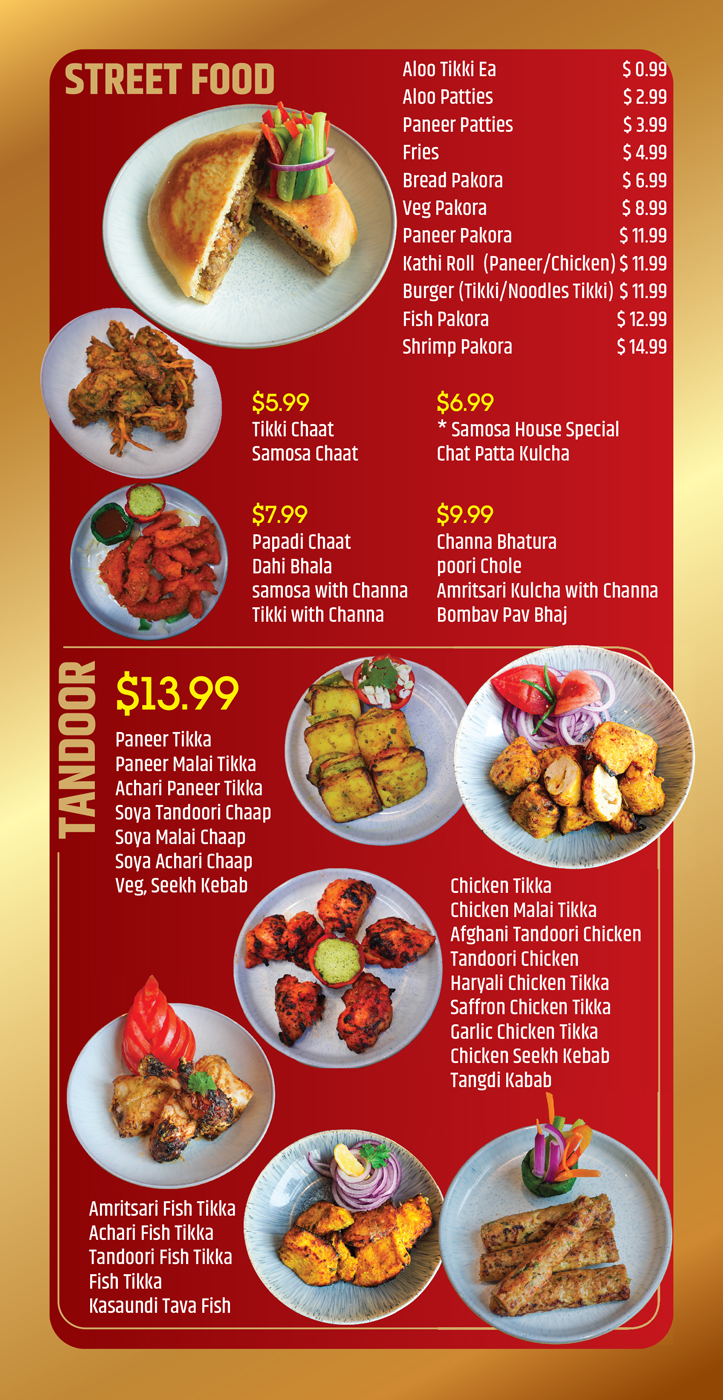 STREET FOOD
Aloo Tikki Ea $ 0.99
Aloo Patties $ 2.99
Paneer Patties $ 3.99
Fries $ 4.99
Bread Pakora $ 6.99
Veg Pakora $ 8.99
Paneer Pakora $ 11.99
Kathi Roll (Paneer/Chicken) $ 11.99
Burger (Tikki/Noodles Tikki) $ 11.99
Fish Pakora $ 12.99
Shrimp Pakora $ 14.99
$5.99
Tikki Chaat
Samosa Chaat
$6.99
* Samosa House Special
Chat Patta Kulcha
$7.99
Papadi Chaat
Dahi Bhala
samosa with Channa
Tikki with Channa
$9.99
Channa Bhatura
poori Chole
Amritsari Kulcha with Channa
Bombay Pav Bhaj
TANDOOR
$13.99
Paneer Tikka
Paneer Malai Tikka
Achari Paneer Tikka
Soya Tandoori Chaap
Soya Malai Chaap
Soya Achari Chaap
Veg, Seekh Kebab
Chicken Tikka
Chicken Malai Tikka
Afghani Tandoori Chicken
Tandoori Chicken
Haryali Chicken Tikka
Saffron Chicken Tikka
Garlic Chicken Tikka
Chicken Seekh Kebab
Tangdi Kabab
Amritsari Fish Tikka
Achari Fish Tikka
Tandoori Fish Tikka
Fish Tikka
Kasaundi Tava Fish